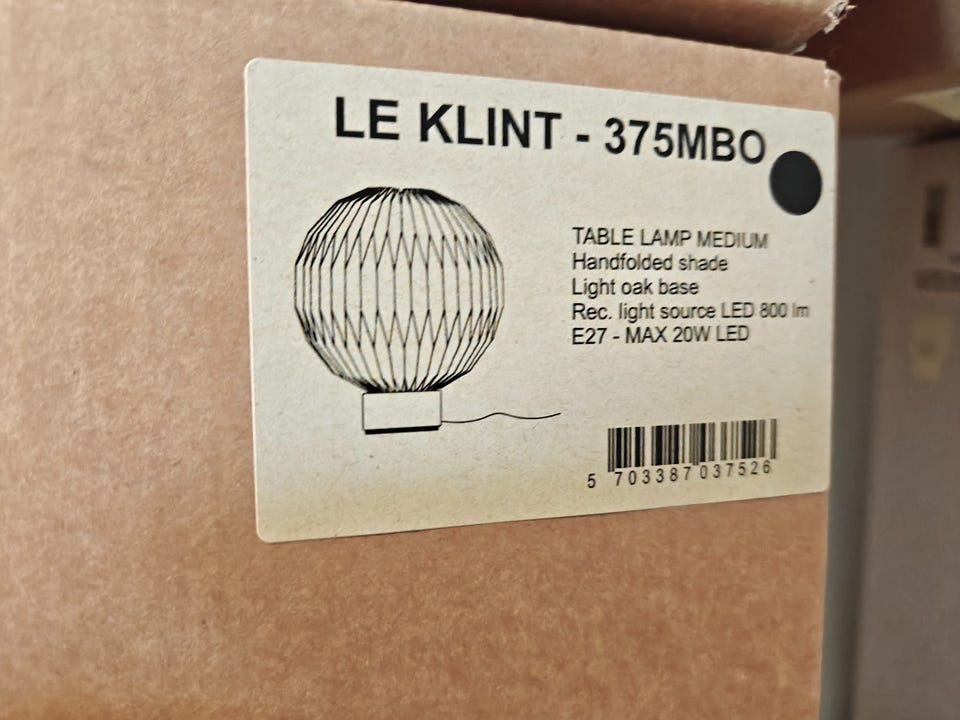 LE KLINT - 375MBO
TABLE LAMP MEDIUM
Handfolded shade
Light oak base
Rec. light source LED 800 lm
E27 - MAX 20W LED
5 703387 037526